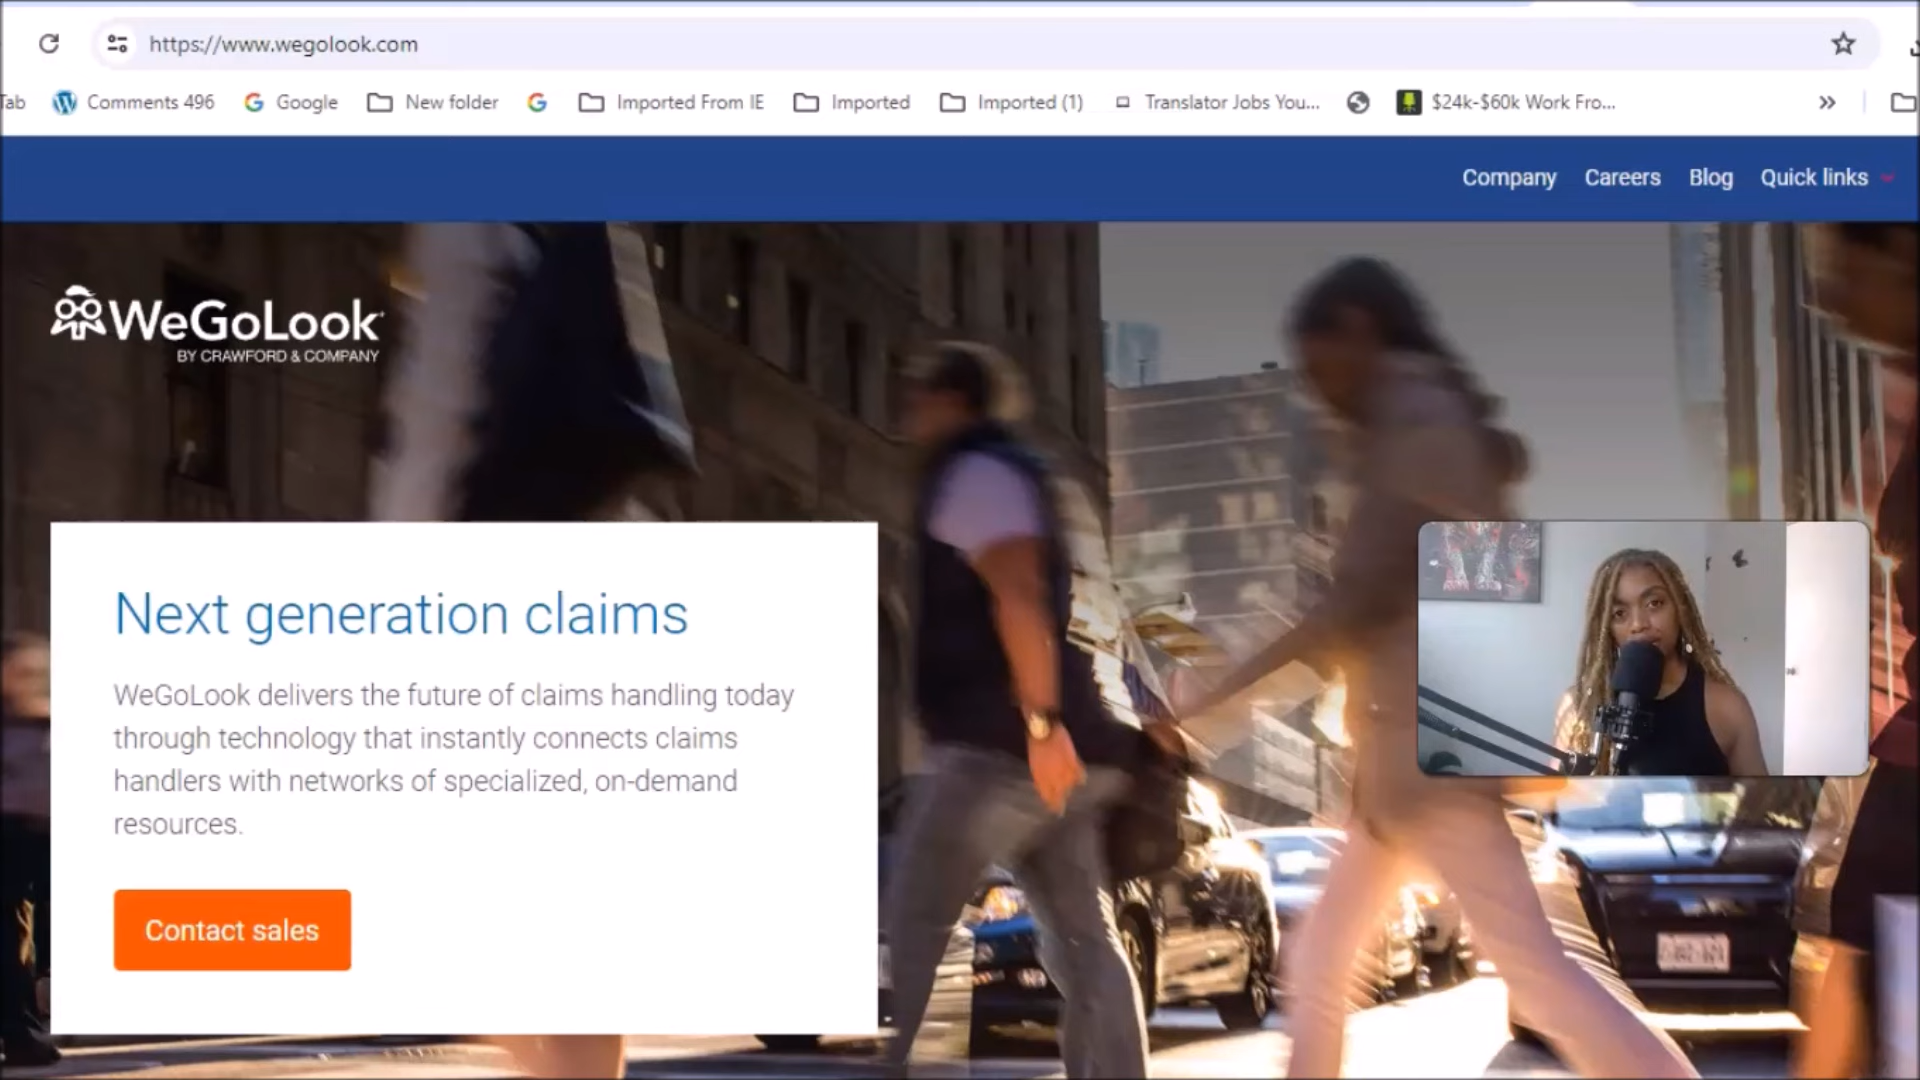 https://www.wegolook.com
Tab Comments 496 Google New folder Imported From IE Imported Imported (1) Translator Jobs You... $24k-$60k Work Fro... »
Company Careers Blog Quick links
WeGoLook
BY CRAWFORD & COMPANY
Next generation claims
WeGoLook delivers the future of claims handling today
through technology that instantly connects claims
handlers with networks of specialized, on-demand
resources.
Contact sales